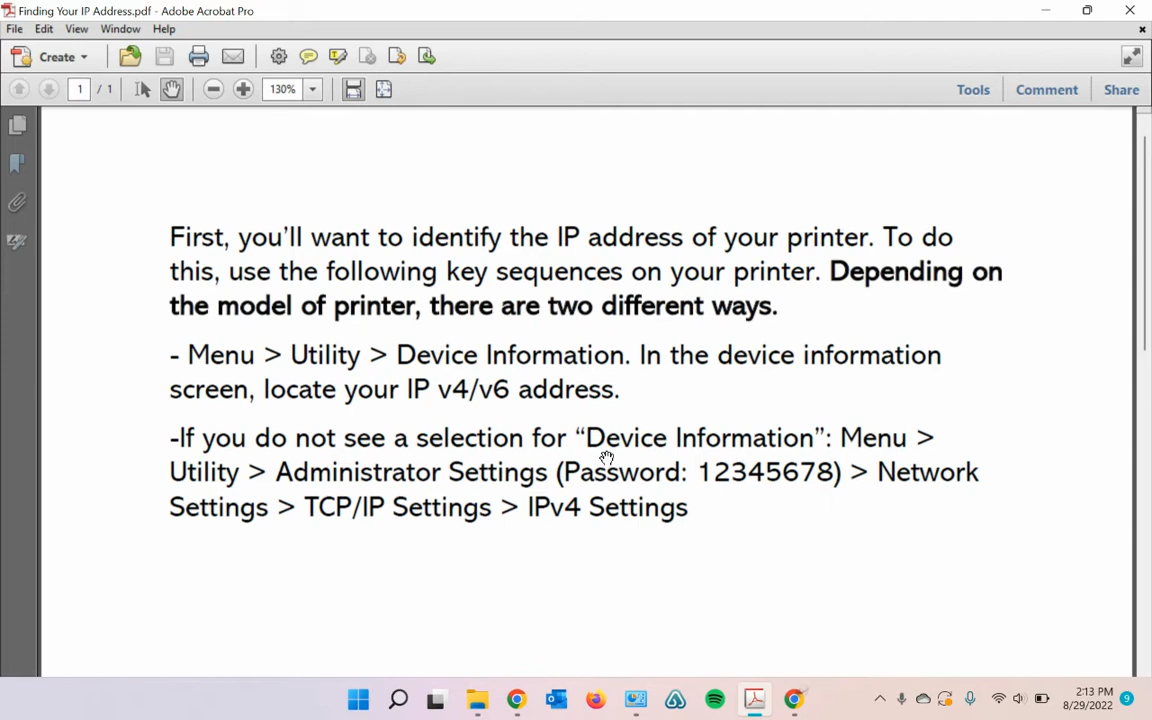 Finding Your IP Address.pdf - Adobe Acrobat Pro
File Edit View Window Help
Create
1 / 1 130% Tools Comment Share
First, you’ll want to identify the IP address of your printer. To do
this, use the following key sequences on your printer. Depending on
the model of printer, there are two different ways.
- Menu > Utility > Device Information. In the device information
screen, locate your IP v4/v6 address.
-If you do not see a selection for “Device Information”: Menu >
Utility > Administrator Settings (Password: 12345678) > Network
Settings > TCP/IP Settings > IPv4 Settings
2:13 PM
8/29/2022
9